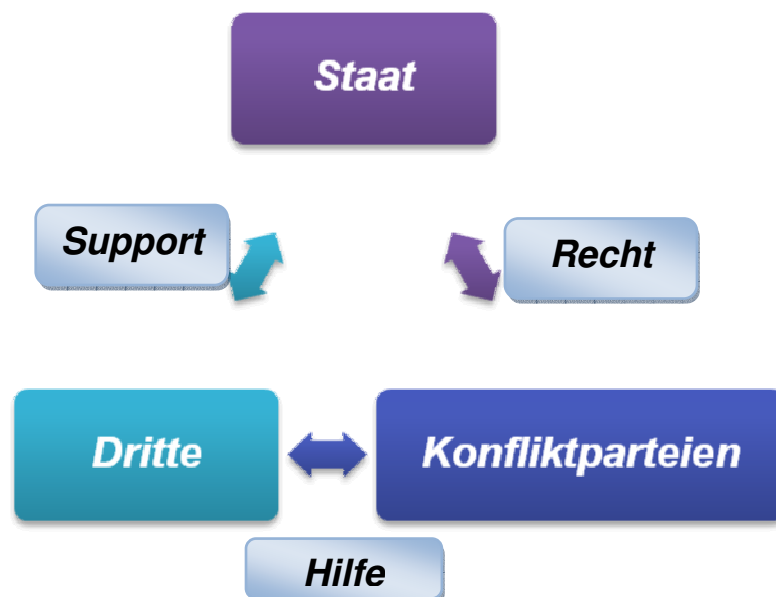 Staat
Support
Recht
Dritte
Konfliktparteien
Hilfe